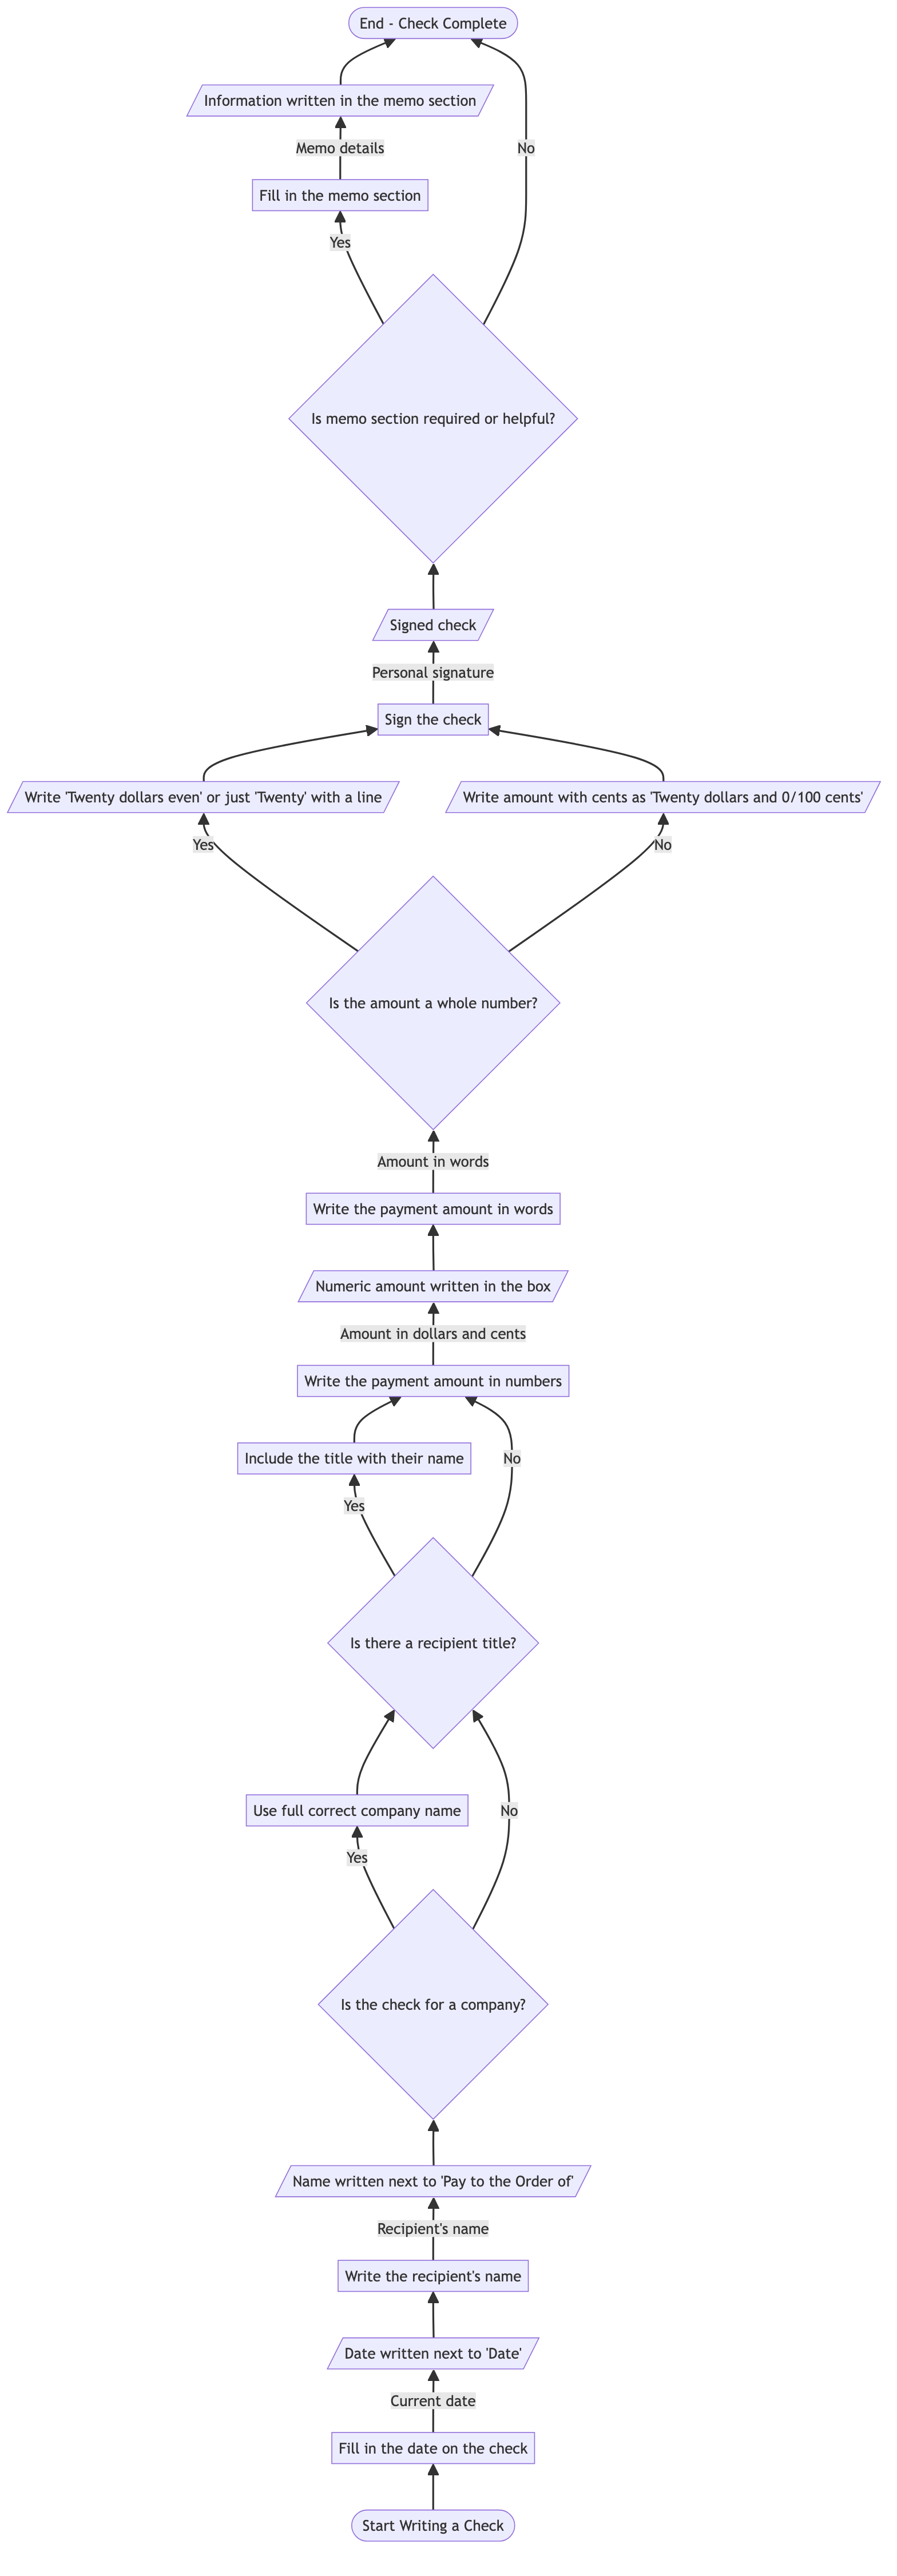 End - Check Complete
Information written in the memo section
Memo details
No
Fill in the memo section
Yes
Is memo section required or helpful?
Signed check
Personal signature
Sign the check
Write 'Twenty dollars even' or just 'Twenty' with a line
Write amount with cents as 'Twenty dollars and 0/100 cents'
Yes
No
Is the amount a whole number?
Amount in words
Write the payment amount in words
Numeric amount written in the box
Amount in dollars and cents
Write the payment amount in numbers
Include the title with their name
No
Yes
Is there a recipient title?
Use full correct company name
No
Yes
Is the check for a company?
Name written next to 'Pay to the Order of'
Recipient's name
Write the recipient's name
Date written next to 'Date'
Current date
Fill in the date on the check
Start Writing a Check